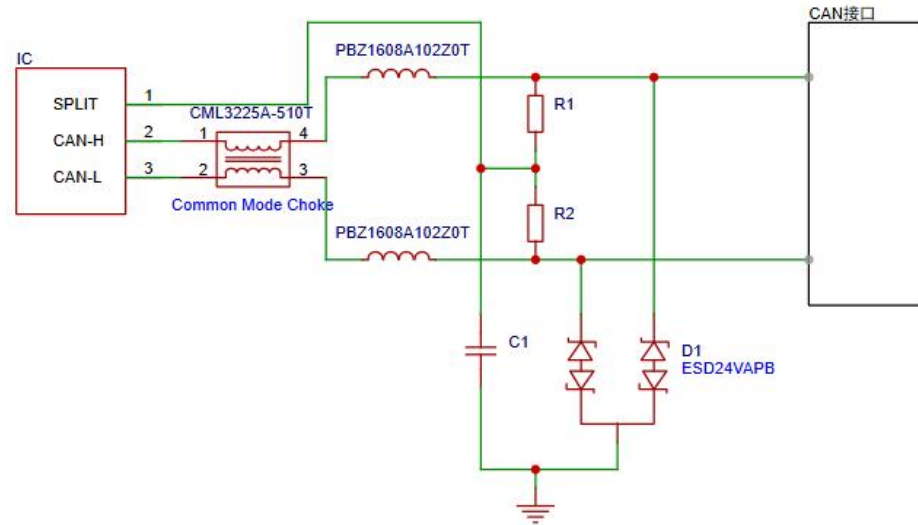 CAN接口
IC
PBZ1608A102Z0T
SPLIT
1
CML3225A-510T
R1
CAN-H
2
1
4
CAN-L
3
2
3
Common Mode Choke
R2
PBZ1608A102Z0T
C1
D1
ESD24VAPB